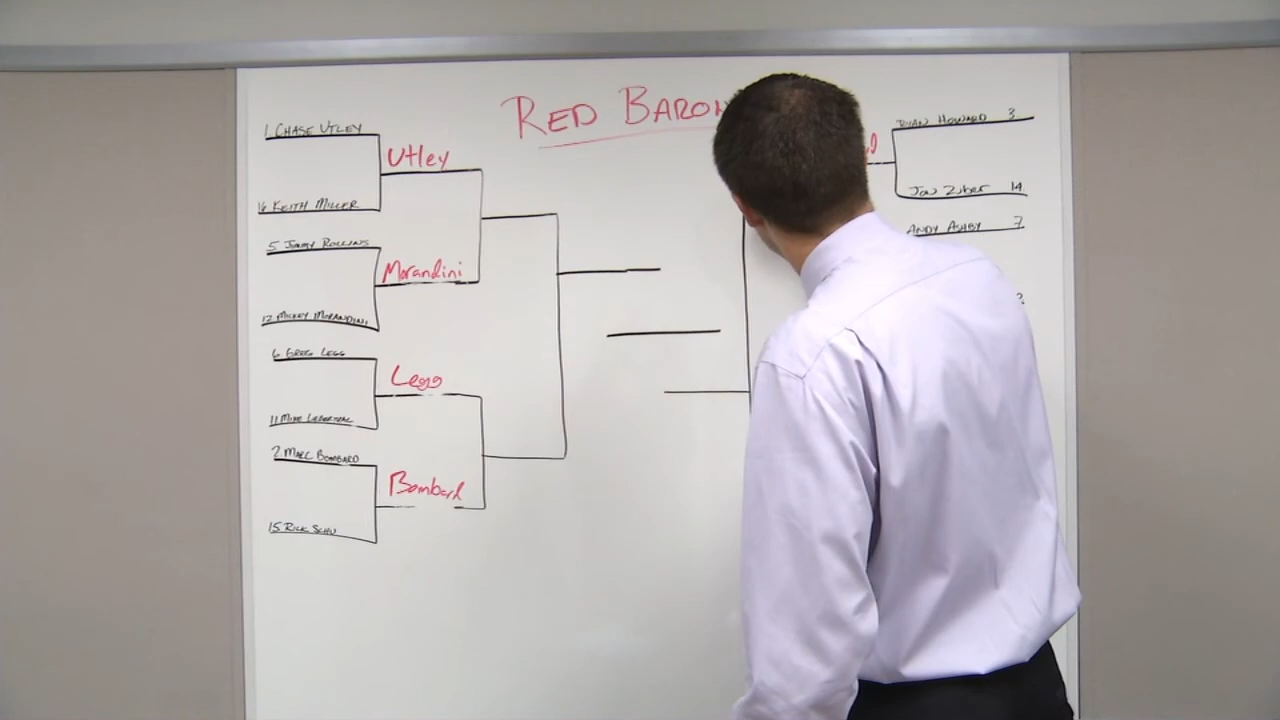 RED BARON
1 CHASE UTLEY
Utley
16 KEITH MILLER
5 JIMMY ROLLINS
Morandini
12 MICKEY MORANDINI
6 GREG LEGG
Legg
11 MIKE LIEBERTHAL
2 MARC BOMBARD
Bombard
15 RICK SCHU
RYAN HOWARD 3
JON ZUBER 14
ANDY ASHBY 7